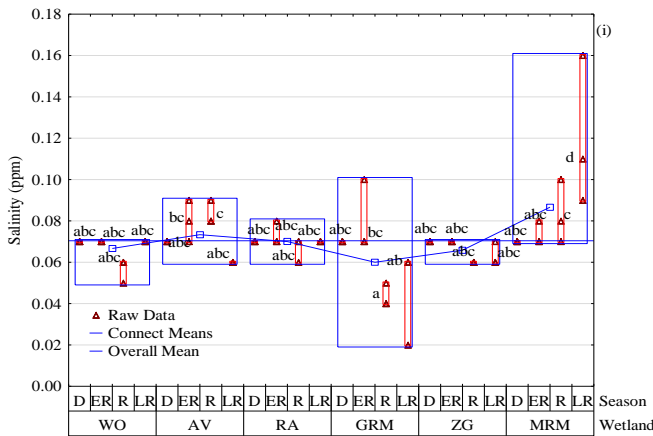 0.18
(i)
0.16
0.14
0.12
d
0.10
bc
c
c
abc abc abc
abc
abc
abc
bc
abc abc
abc
0.08
abc
abc
abc
abc
ab
abc
abc
Salinity (ppm)
0.06
a
0.04
Raw Data
Connect Means
0.02
Overall Mean
0.00
D ER R LR D ER R LR D ER R LR D ER R LR D ER R LR D ER R LR Season
WO AV RA GRM ZG MRM Wetland